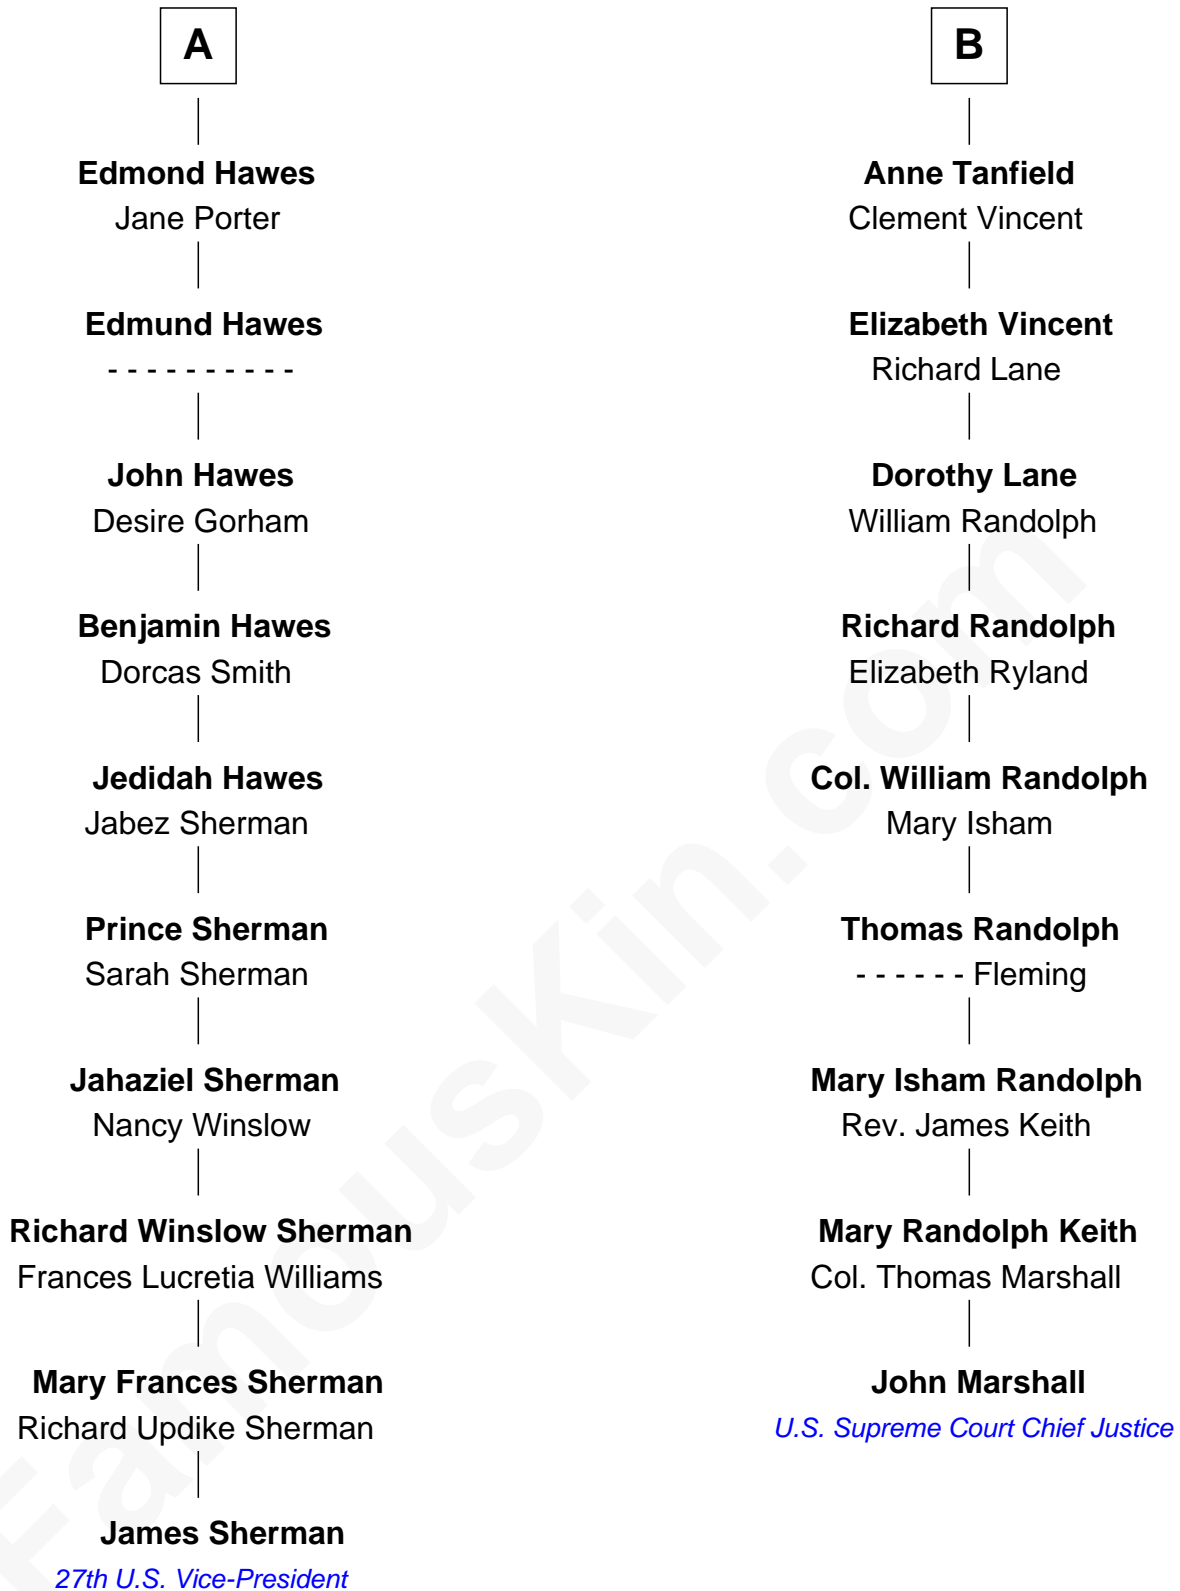 A
Edmond Hawes
Jane Porter
Edmund Hawes
- - - - - - - - - -
John Hawes
Desire Gorham
Benjamin Hawes
Dorcas Smith
Jedidah Hawes
Jabez Sherman
Prince Sherman
Sarah Sherman
Jahaziel Sherman
Nancy Winslow
Richard Winslow Sherman
Frances Lucretia Williams
Mary Frances Sherman
Richard Updike Sherman
James Sherman
27th U.S. Vice-President
B
Anne Tanfield
Clement Vincent
Elizabeth Vincent
Richard Lane
Dorothy Lane
William Randolph
Richard Randolph
Elizabeth Ryland
Col. William Randolph
Mary Isham
Thomas Randolph
- - - - - - Fleming
Mary Isham Randolph
Rev. James Keith
Mary Randolph Keith
Col. Thomas Marshall
John Marshall
U.S. Supreme Court Chief Justice
FamousKin.com